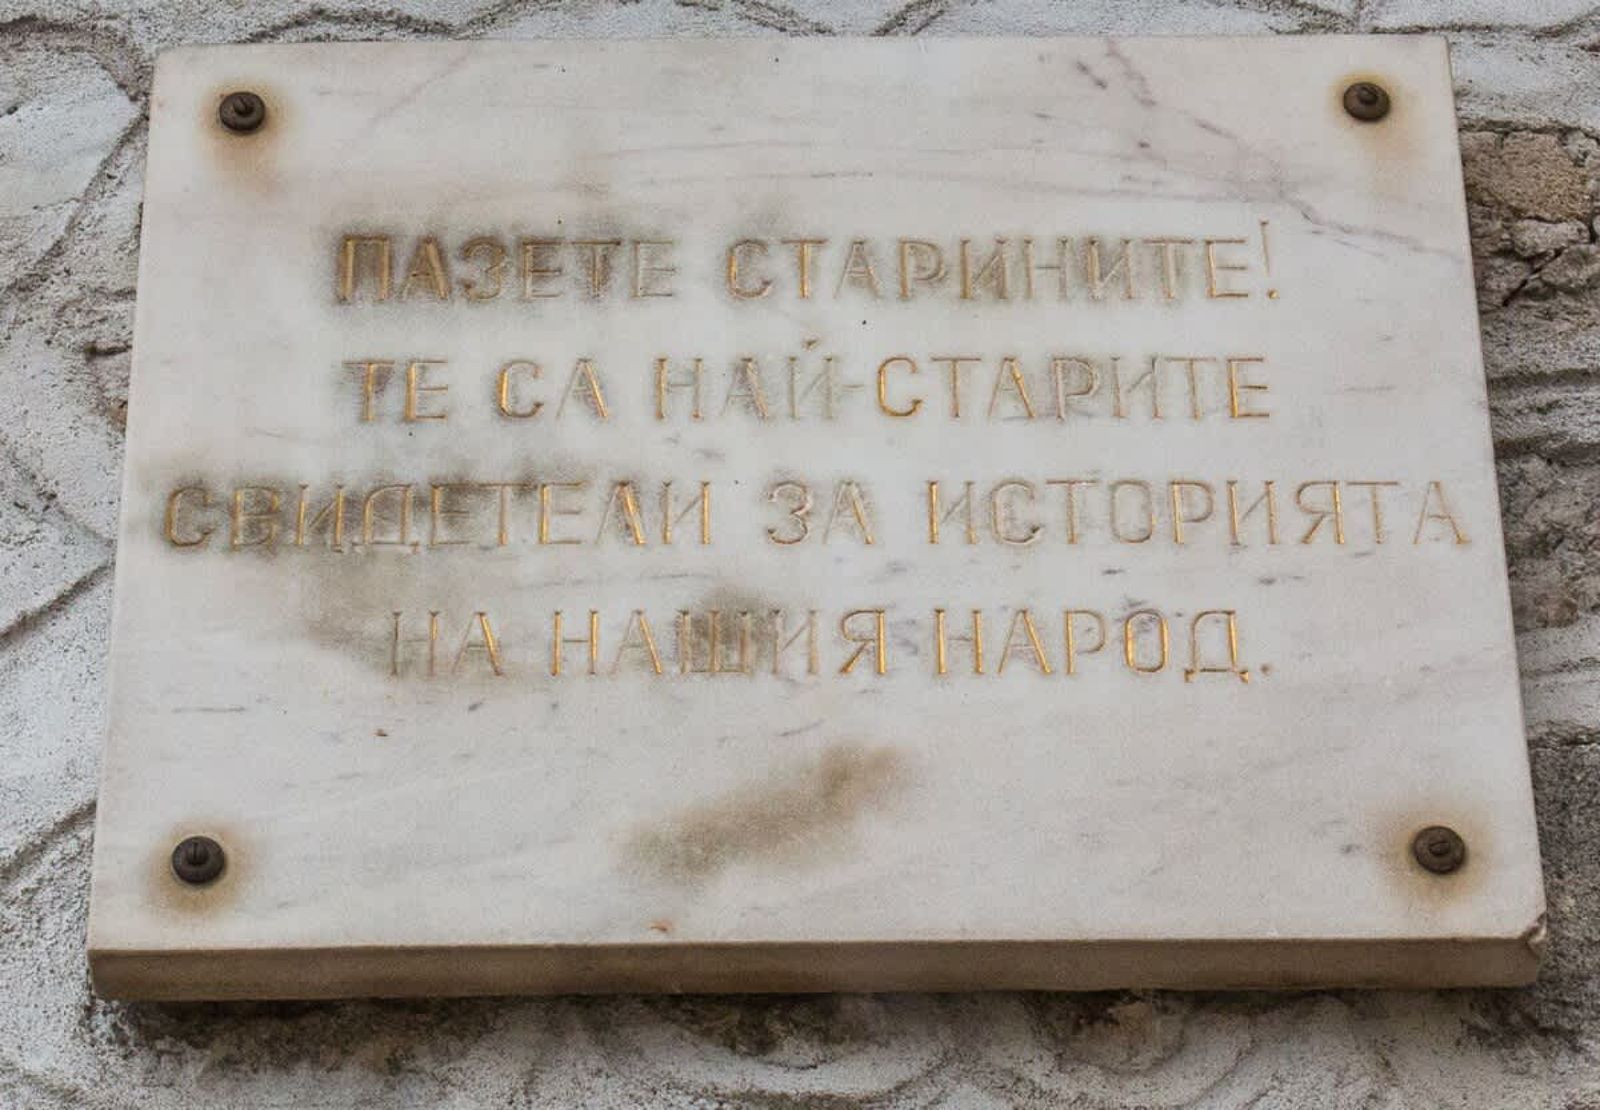 ПАЗЕТЕ СТАРИНИТЕ!
ТЕ СА НАЙ-СТАРИТЕ
СВИДЕТЕЛИ ЗА ИСТОРИЯТА
НА НАШИЯ НАРОД.